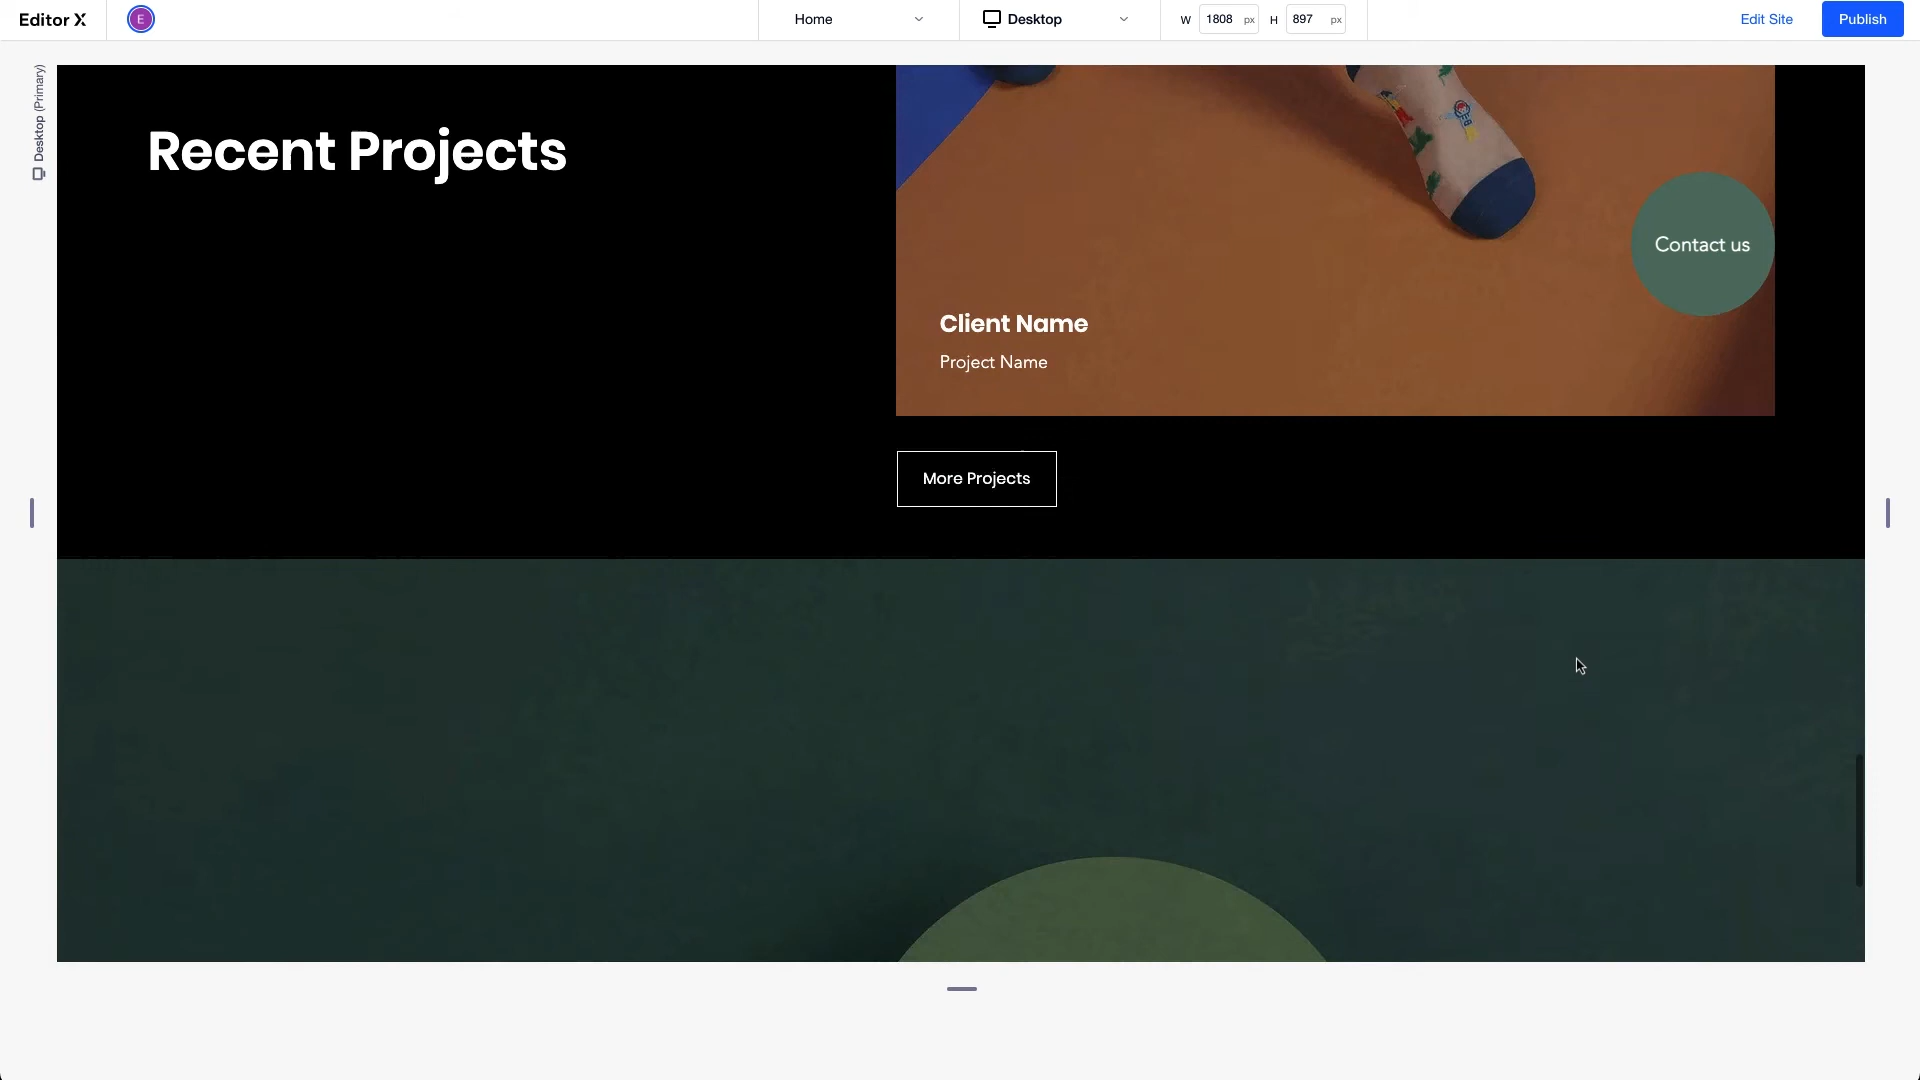 Editor X
E
Home
Desktop
W 1808 px H 897 px
Edit Site
Publish
Desktop (Primary)
Recent Projects
Contact us
Client Name
Project Name
More Projects